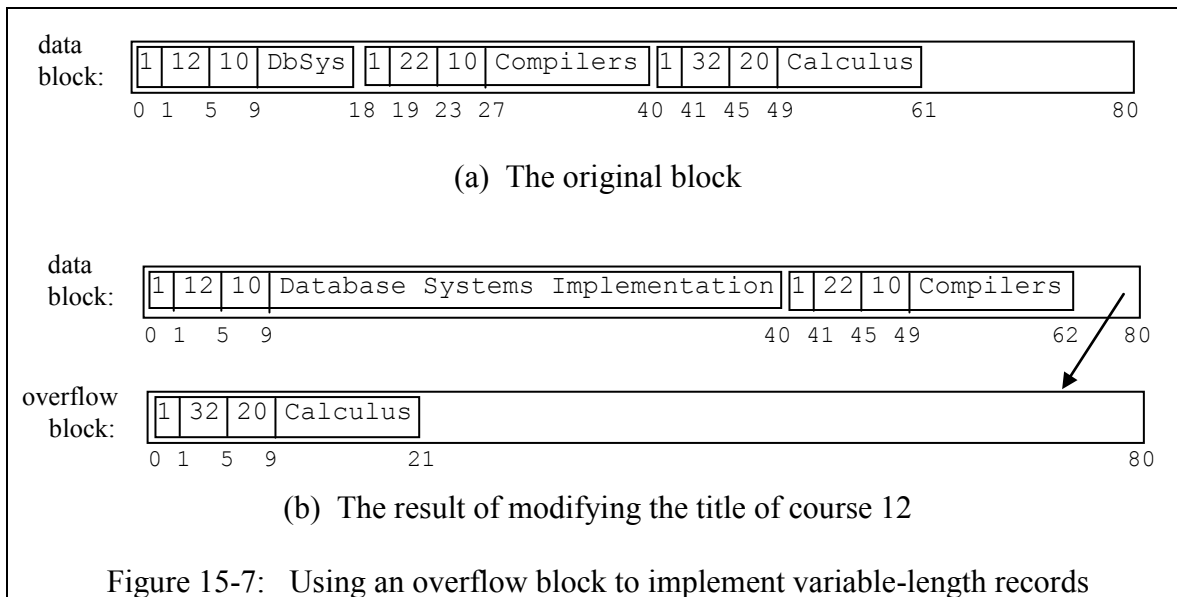 data block:
1 12 10 DbSys 1 22 10 Compilers 1 32 20 Calculus
0 1 5 9 18 19 23 27 40 41 45 49 61 80
(a) The original block
data block:
1 12 10 Database Systems Implementation 1 22 10 Compilers
0 1 5 9 40 41 45 49 62 80
overflow block:
1 32 20 Calculus
0 1 5 9 21 80
(b) The result of modifying the title of course 12
Figure 15-7: Using an overflow block to implement variable-length records